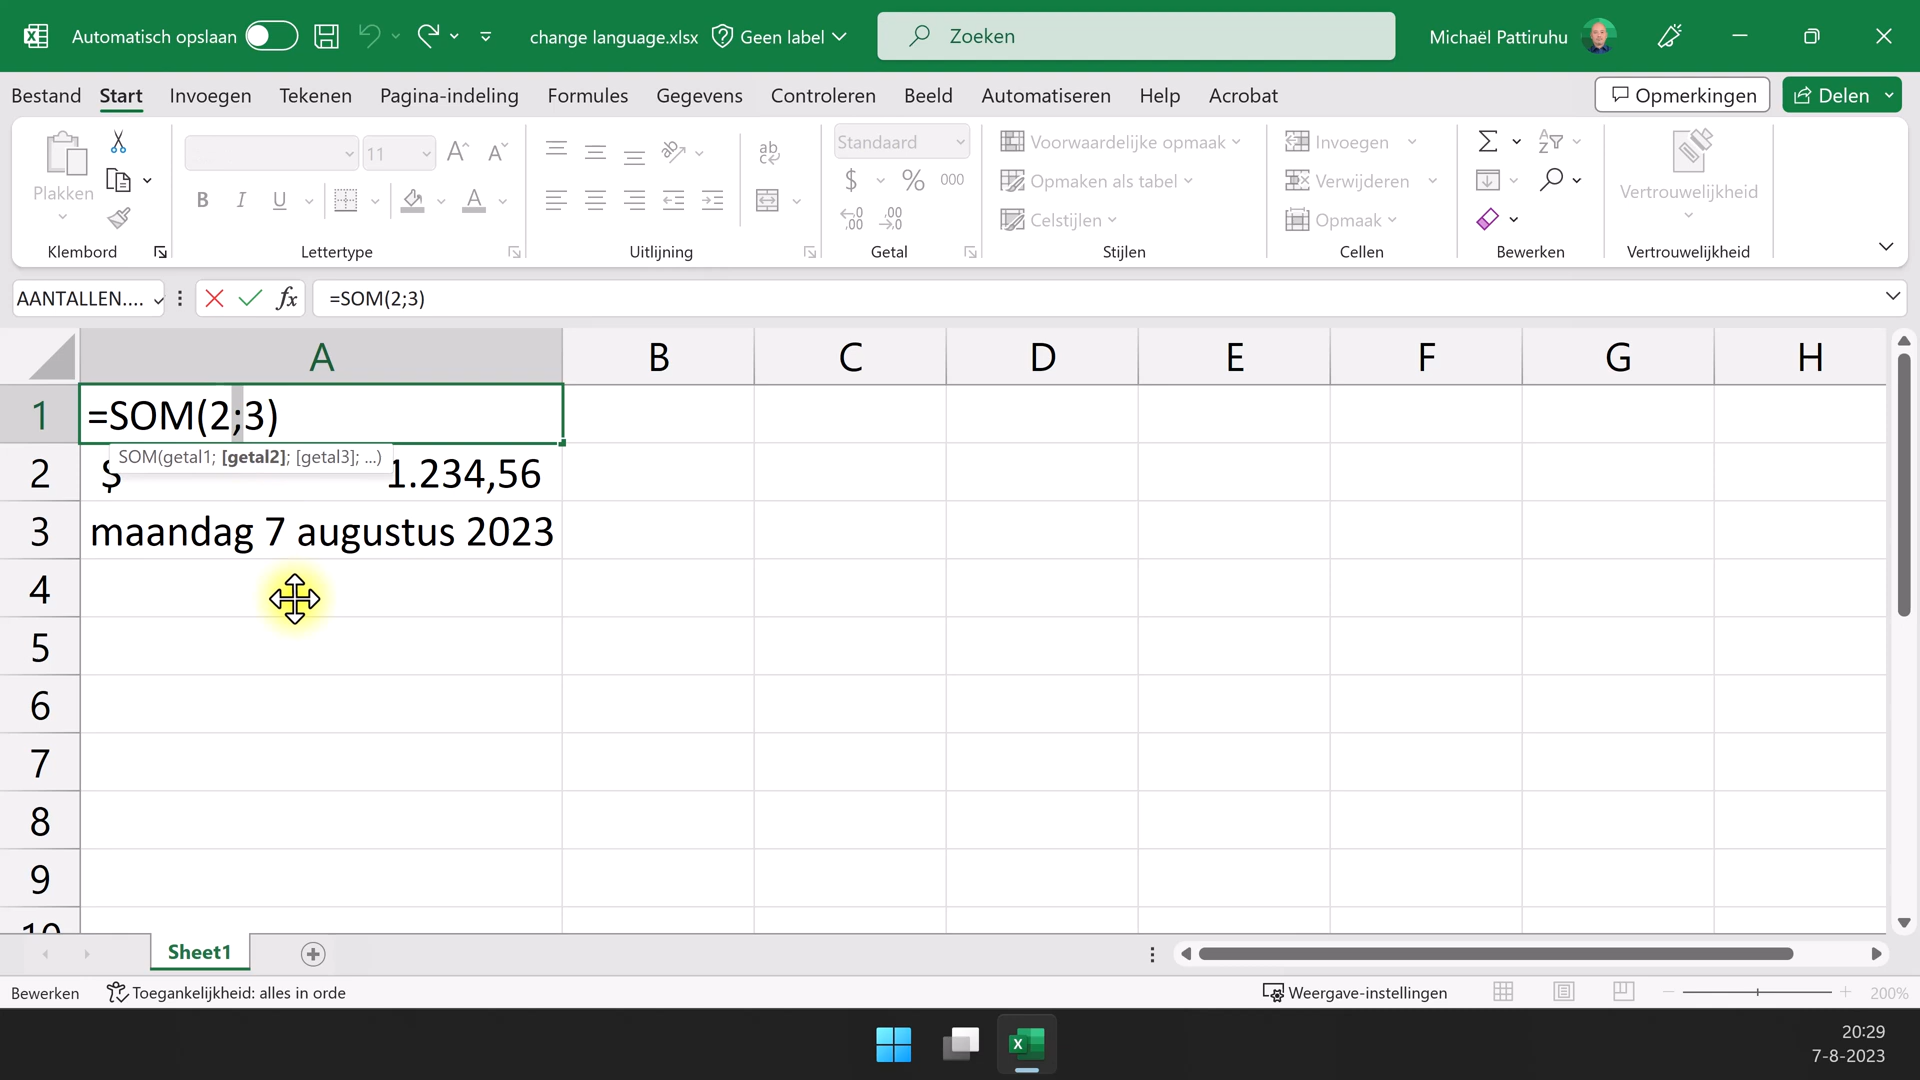 Automatisch opslaan change language.xlsx Geen label Zoeken Michaël Pattiruhu
Bestand Start Invoegen Tekenen Pagina-indeling Formules Gegevens Controleren Beeld Automatiseren Help Acrobat Opmerkingen Delen
Plakken
11
Standaard
Voorwaardelijke opmaak
Opmaken als tabel
Celstijlen
Invoegen
Verwijderen
Opmaak
Vertrouwelijkheid
Klembord Lettertype Uitlijning Getal Stijlen Cellen Bewerken Vertrouwelijkheid
AANTALLEN.... fx =SOM(2;3)
A B C D E F G H
1 =SOM(2;3)
SOM(getal1; [getal2]; [getal3]; ...)
2 $ 1.234,56
3 maandag 7 augustus 2023
4
5
6
7
8
9
10
Sheet1
Bewerken Toegankelijkheid: alles in orde Weergave-instellingen 200%
20:29
7-8-2023